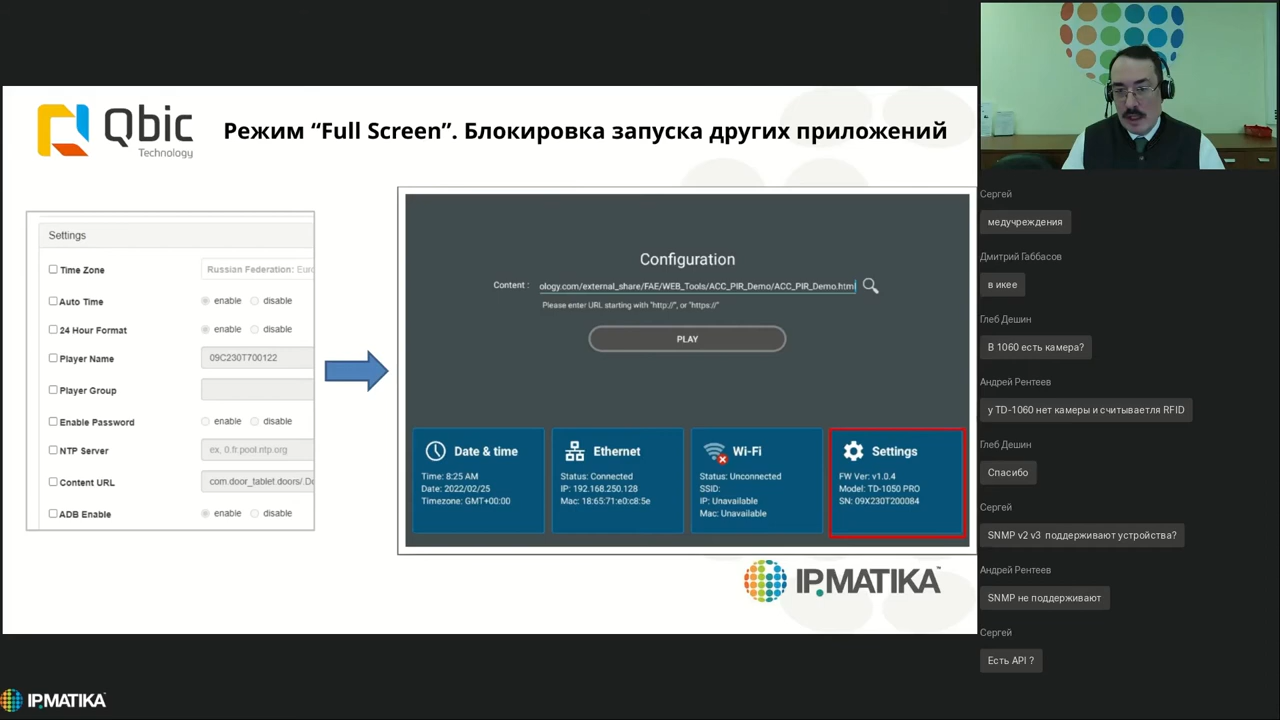 Qbic
Technology
Режим “Full Screen”. Блокировка запуска других приложений
Settings
Time Zone
Russian Federation: Eur
Auto Time
enable
disable
24 Hour Format
enable
disable
Player Name
09C230T700122
Player Group
Enable Password
enable
disable
NTP Server
ex, 0.fr.pool.ntp.org
Content URL
com.door_tablet.doors/.Do
ADB Enable
enable
disable
Configuration
Content :
ology.com/external_share/FAE/WEB_Tools/ACC_PIR_Demo/ACC_PIR_Demo.html
Please enter URL starting with "http://", or "https://"
PLAY
Date & time
Time: 8:25 AM
Date: 2022/02/25
Timezone: GMT+00:00
Ethernet
Status: Connected
IP: 192.168.250.128
Mac: 18:65:71:e0:c8:5e
Wi-Fi
Status: Unconnected
SSID:
IP: Unavailable
Mac: Unavailable
Settings
FW Ver: v1.0.4
Model: TD-1050 PRO
SN: 09X230T200084
IPMATIKA™
Сергей
медучреждения
Дмитрий Габбасов
в икее
Глеб Дешин
В 1060 есть камера?
Андрей Рентеев
у TD-1060 нет камеры и считываетля RFID
Глеб Дешин
Спасибо
Сергей
SNMP v2 v3 поддерживают устройства?
Андрей Рентеев
SNMP не поддерживают
Сергей
Есть API ?
IPMATIKA